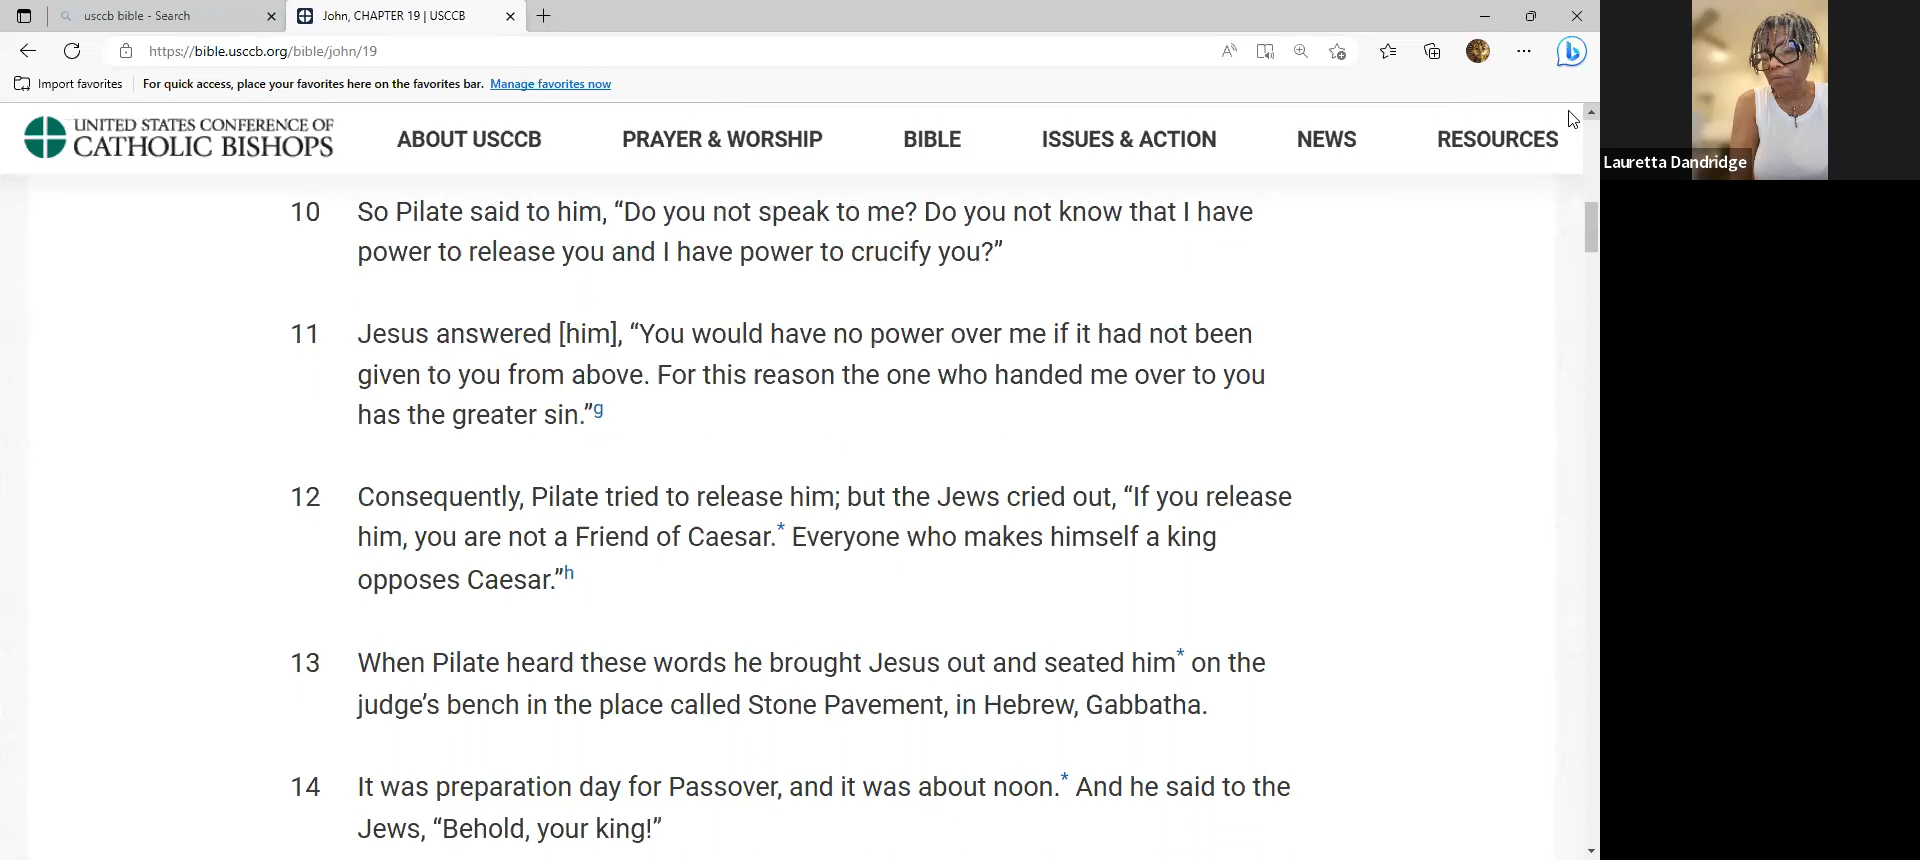 usccb bible - Search
John, CHAPTER 19 | USCCB
https://bible.usccb.org/bible/john/19
Import favorites
For quick access, place your favorites here on the favorites bar. Manage favorites now
UNITED STATES CONFERENCE OF
CATHOLIC BISHOPS
ABOUT USCCB
PRAYER & WORSHIP
BIBLE
ISSUES & ACTION
NEWS
RESOURCES
Lauretta Dandridge
10 So Pilate said to him, “Do you not speak to me? Do you not know that I have
power to release you and I have power to crucify you?”
11 Jesus answered [him], “You would have no power over me if it had not been
given to you from above. For this reason the one who handed me over to you
has the greater sin.”g
12 Consequently, Pilate tried to release him; but the Jews cried out, “If you release
him, you are not a Friend of Caesar.* Everyone who makes himself a king
opposes Caesar.”h
13 When Pilate heard these words he brought Jesus out and seated him* on the
judge’s bench in the place called Stone Pavement, in Hebrew, Gabbatha.
14 It was preparation day for Passover, and it was about noon.* And he said to the
Jews, “Behold, your king!”